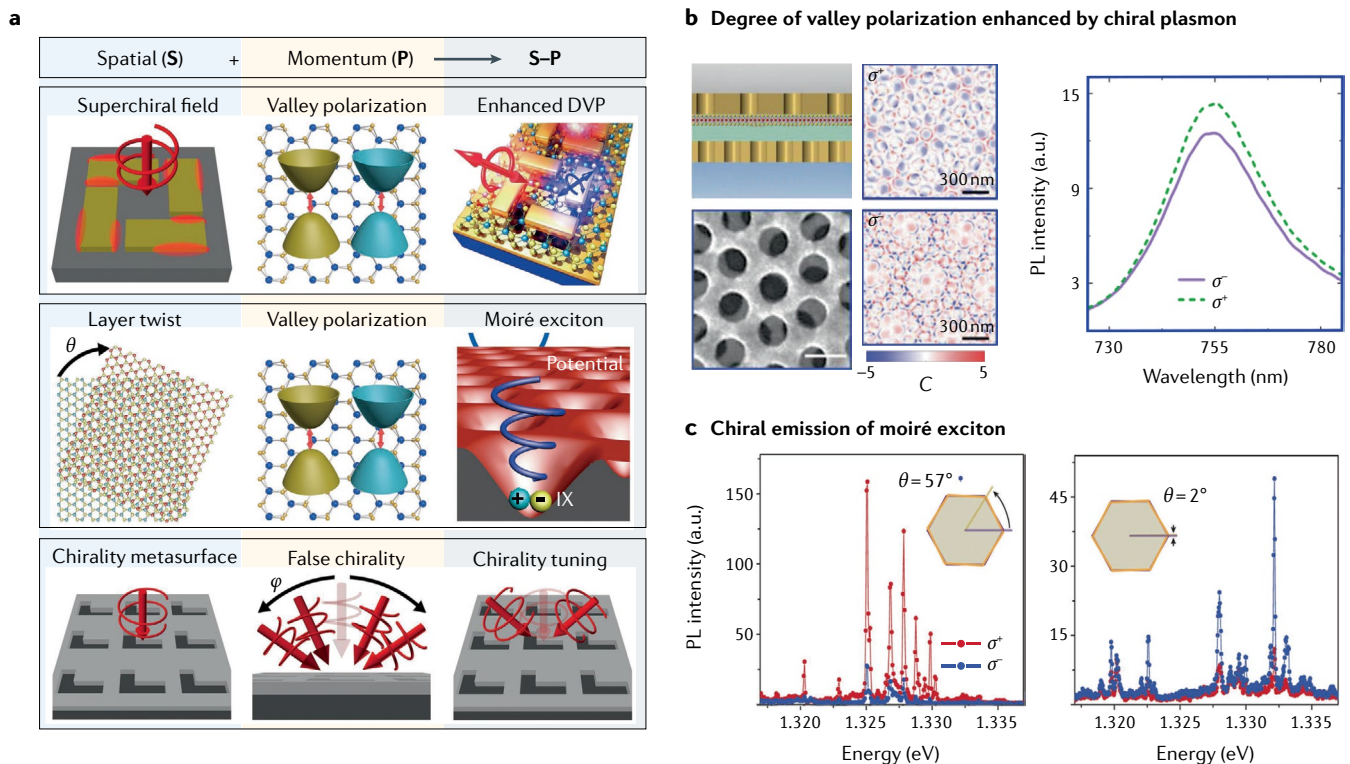 a
Spatial (S) + Momentum (P) S–P
Superchiral field Valley polarization Enhanced DVP
Layer twist Valley polarization Moiré exciton
θ
Potential
+ − IX
Chirality metasurface False chirality Chirality tuning
φ
b Degree of valley polarization enhanced by chiral plasmon
σ+
300 nm
σ−
300 nm
−5 C 5
PL intensity (a.u.)
15
9
3
σ−
σ+
730 755 780
Wavelength (nm)
c Chiral emission of moiré exciton
PL intensity (a.u.)
150
125
100
75
50
25
θ = 57°
σ+
σ−
1.320 1.325 1.330 1.335
Energy (eV)
45
30
15
θ = 2°
1.320 1.325 1.330 1.335
Energy (eV)